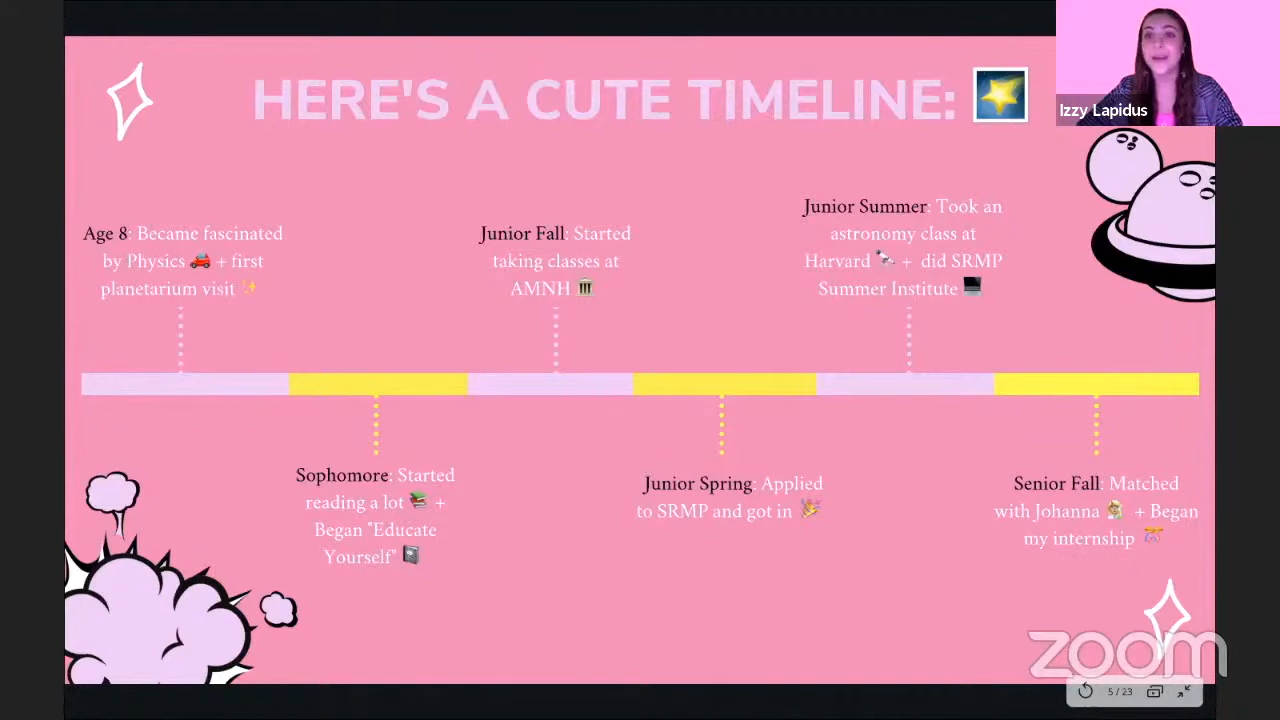 HERE'S A CUTE TIMELINE:
Izzy Lapidus
Age 8: Became fascinated
by Physics 🚗 + first
planetarium visit ✨
Junior Fall: Started
taking classes at
AMNH 🏛️
Junior Summer: Took an
astronomy class at
Harvard 🔭 + did SRMP
Summer Institute 💻
Sophomore: Started
reading a lot 📚 +
Began "Educate
Yourself" 📓
Junior Spring: Applied
to SRMP and got in 🎉
Senior Fall: Matched
with Johanna 👩‍🔬 + Began
my internship
zoom
5 / 23